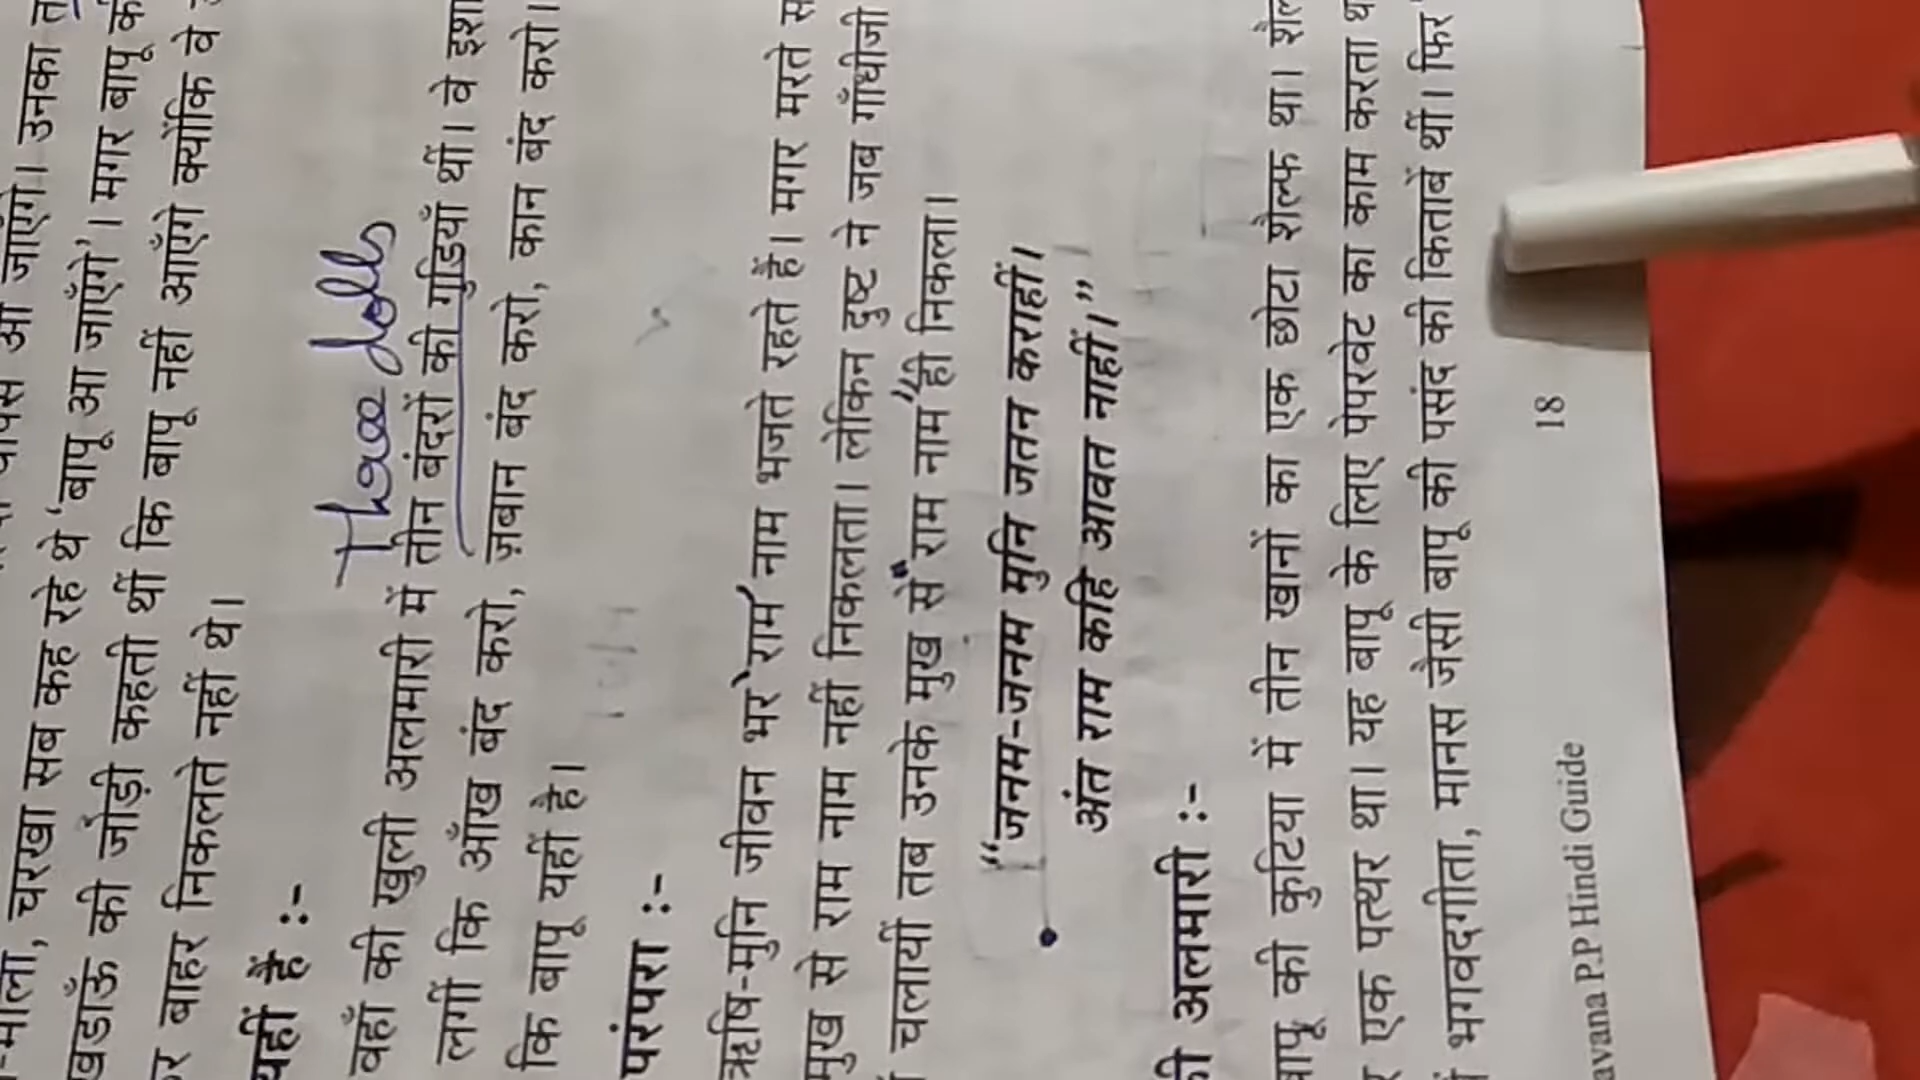 -माला, चरखा सब कह रहे थे 'बापू आ जाएँगे'। मगर बापू
खडाऊँ की जोड़ी कहती थीं कि बापू नहीं आएँगे क्योंकि वे
बाहर निकलते नहीं थे।
यहीं हैं :-
Three dolls
वहाँ की खुली अलमारी में तीन बंदरों की गुडियाँ थीं। वे
लगीं कि आँख बंद करो, ज़बान बंद करो, कान बंद करो।
कि बापू यहीं है।
परंपरा :-
ऋषि-मुनि जीवन भर 'राम' नाम भजते रहते हैं। मगर मरते
मुख से राम नाम नहीं निकलता। लेकिन दुष्ट ने जब गाँधीजी
चलायीं तब उनके मुख से "राम नाम" ही निकला।
"जनम-जनम मुनि जतन कराहीं।
अंत राम कहि आवत नाहीं।"
की अलमारी :-
बापू की कुटिया में तीन खानों का एक छोटा शेल्फ था।
एक पत्थर था। यह बापू के लिए पेपरवेट का काम करता
भगवदगीता, मानस जैसी बापू की पसंद की किताबें थीं। फिर
avana P.P Hindi Guide 18